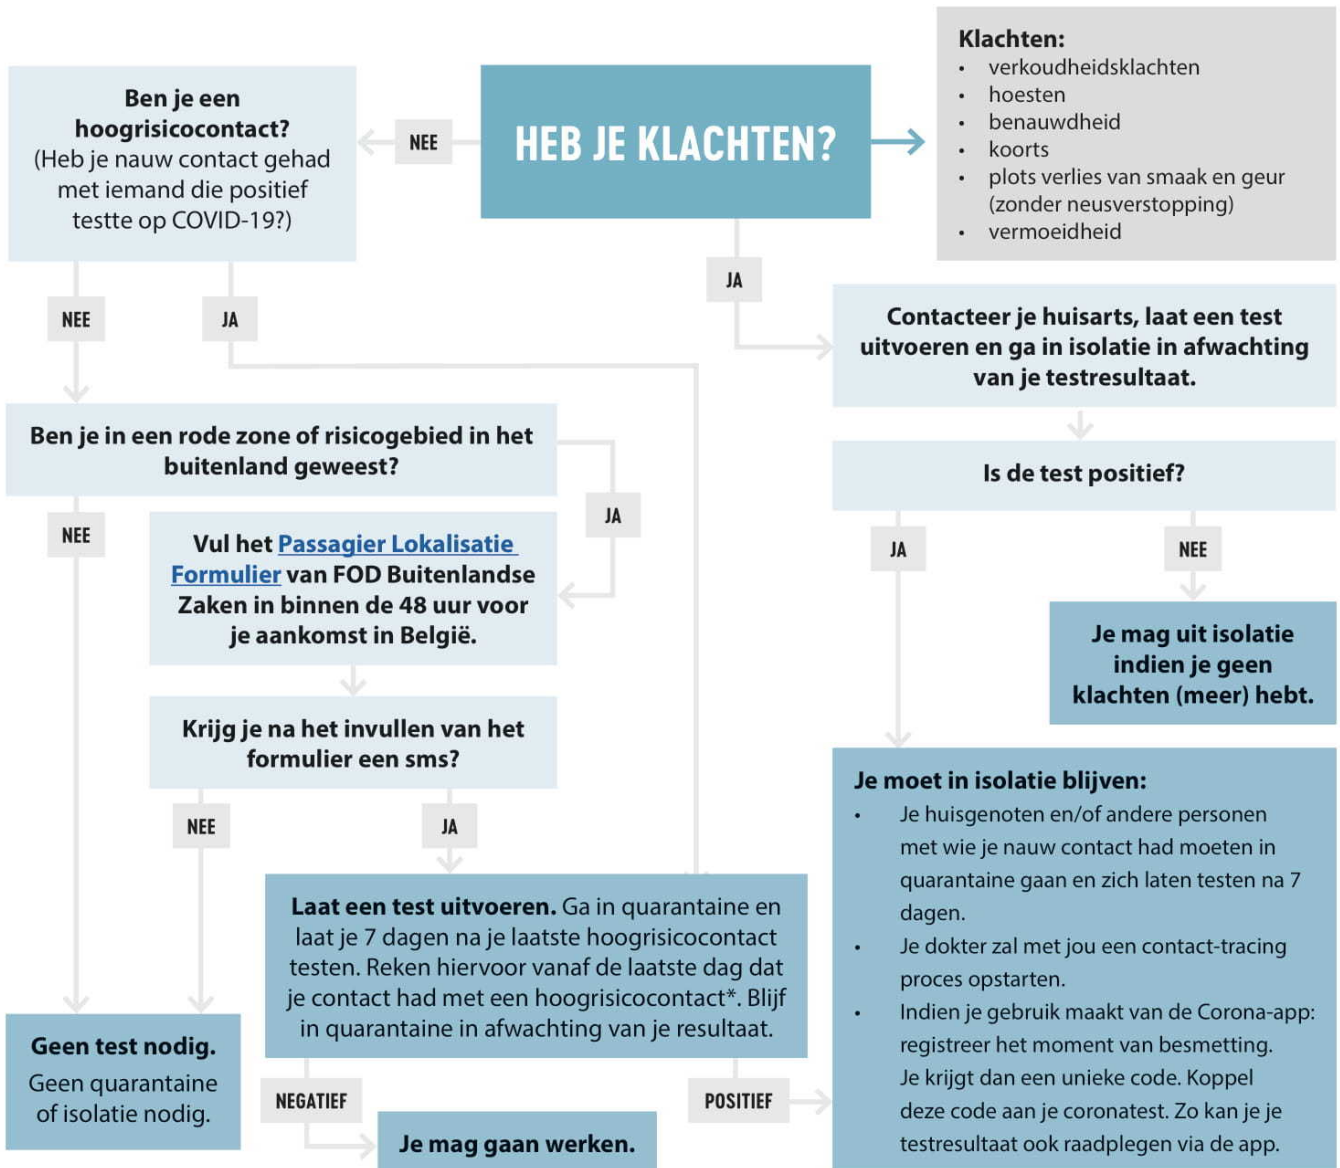 HEB JE KLACHTEN?
Klachten:
• verkoudheidsklachten
• hoesten
• benauwdheid
• koorts
• plots verlies van smaak en geur
(zonder neusverstopping)
• vermoeidheid
NEE
Ben je een
hoogrisicocontact?
(Heb je nauw contact gehad
met iemand die positief
testte op COVID-19?)
NEE
JA
JA
Contacteer je huisarts, laat een test
uitvoeren en ga in isolatie in afwachting
van je testresultaat.
Ben je in een rode zone of risicogebied in het
buitenland geweest?
Is de test positief?
NEE
JA
Vul het Passagier Lokalisatie
Formulier van FOD Buitenlandse
Zaken in binnen de 48 uur voor
je aankomst in België.
JA
NEE
Je mag uit isolatie
indien je geen
klachten (meer) hebt.
Krijg je na het invullen van het
formulier een sms?
NEE
JA
Je moet in isolatie blijven:
• Je huisgenoten en/of andere personen
met wie je nauw contact had moeten in
quarantaine gaan en zich laten testen na 7
dagen.
• Je dokter zal met jou een contact-tracing
proces opstarten.
• Indien je gebruik maakt van de Corona-app:
registreer het moment van besmetting.
Je krijgt dan een unieke code. Koppel
deze code aan je coronatest. Zo kan je je
testresultaat ook raadplegen via de app.
Laat een test uitvoeren. Ga in quarantaine en
laat je 7 dagen na je laatste hoogrisicocontact
testen. Reken hiervoor vanaf de laatste dag dat
je contact had met een hoogrisicocontact*. Blijf
in quarantaine in afwachting van je resultaat.
Geen test nodig.
Geen quarantaine
of isolatie nodig.
NEGATIEF
POSITIEF
Je mag gaan werken.